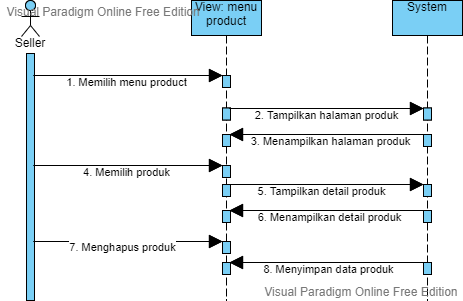 Visual Paradigm Online Free Edition
View: menu
product
System
Seller
1. Memilih menu product
2. Tampilkan halaman produk
3. Menampilkan halaman produk
4. Memilih produk
5. Tampilkan detail produk
6. Menampilkan detail produk
7. Menghapus produk
8. Menyimpan data produk
Visual Paradigm Online Free Edition